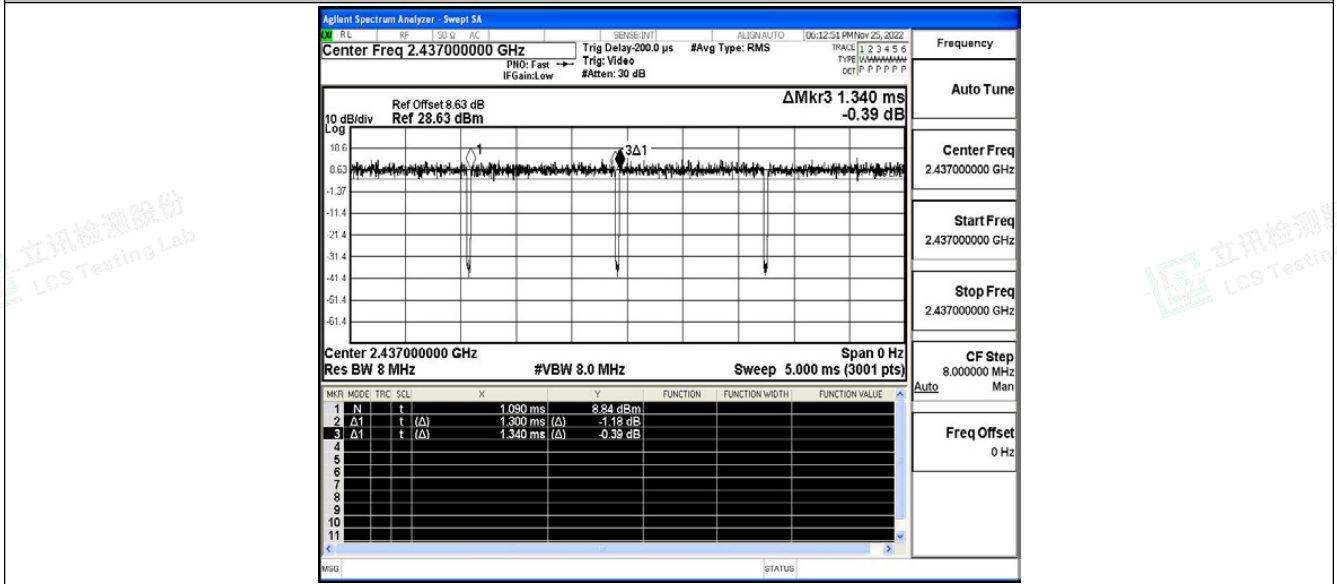 Agilent Spectrum Analyzer - Swept SA
RL RF 50 Ω AC SENSE:INT ALIGNAUTO 06:12:51 PM Nov 25, 2022
Center Freq 2.437000000 GHz
PNO: Fast
IFGain:Low
Trig Delay-200.0 µs
Trig: Video
#Atten: 30 dB
#Avg Type: RMS
TRACE 1 2 3 4 5 6
TYPE
DET P P P P P P
ΔMkr3 1.340 ms
-0.39 dB
Ref Offset 8.63 dB
10 dB/div Ref 28.63 dBm
Log
18.6
8.63
-1.37
-11.4
-21.4
-31.4
-41.4
-51.4
-61.4
1
3Δ1
Center 2.437000000 GHz Span 0 Hz
Res BW 8 MHz #VBW 8.0 MHz Sweep 5.000 ms (3001 pts)
MKR MODE TRC SCL X Y FUNCTION FUNCTION WIDTH FUNCTION VALUE
1 N t 1.090 ms 8.84 dBm
2 Δ1 t (Δ) 1.300 ms (Δ) -1.18 dB
3 Δ1 t (Δ) 1.340 ms (Δ) -0.39 dB
4
5
6
7
8
9
10
11
MSG STATUS
Frequency
Auto Tune
Center Freq
2.437000000 GHz
Start Freq
2.437000000 GHz
Stop Freq
2.437000000 GHz
CF Step
8.000000 MHz
Auto Man
Freq Offset
0 Hz
立讯检测股份
LCS Testing Lab
立讯检测
LCS Testin